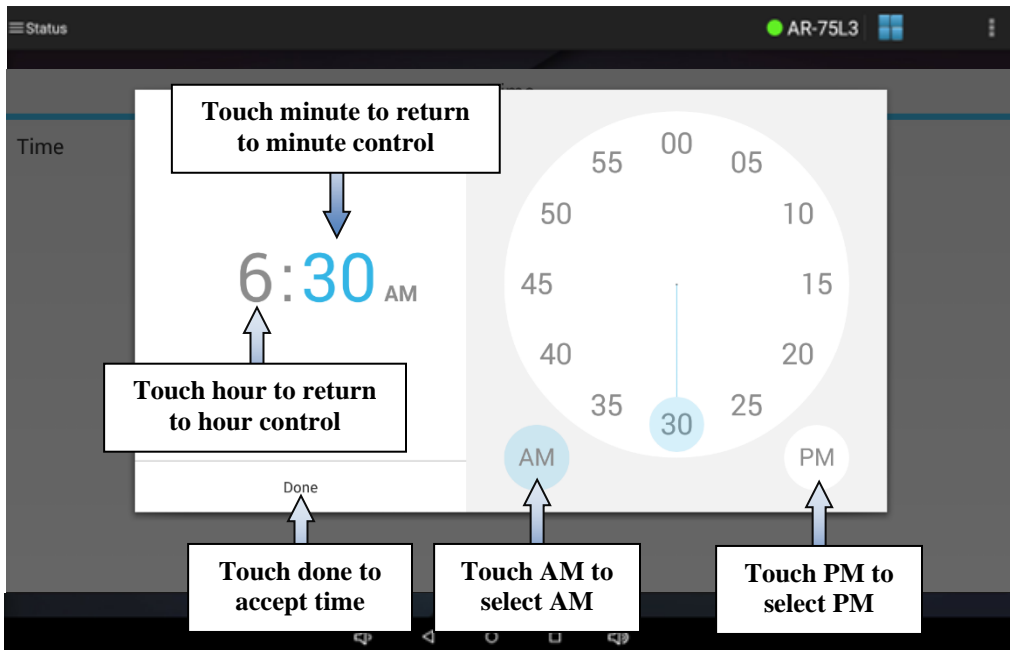 Status
AR-75L3
Touch minute to return
to minute control
Time
00
55
05
50
10
6:30 AM
45
15
40
20
Touch hour to return
to hour control
35
25
30
AM
PM
Done
Touch done to
accept time
Touch AM to
select AM
Touch PM to
select PM